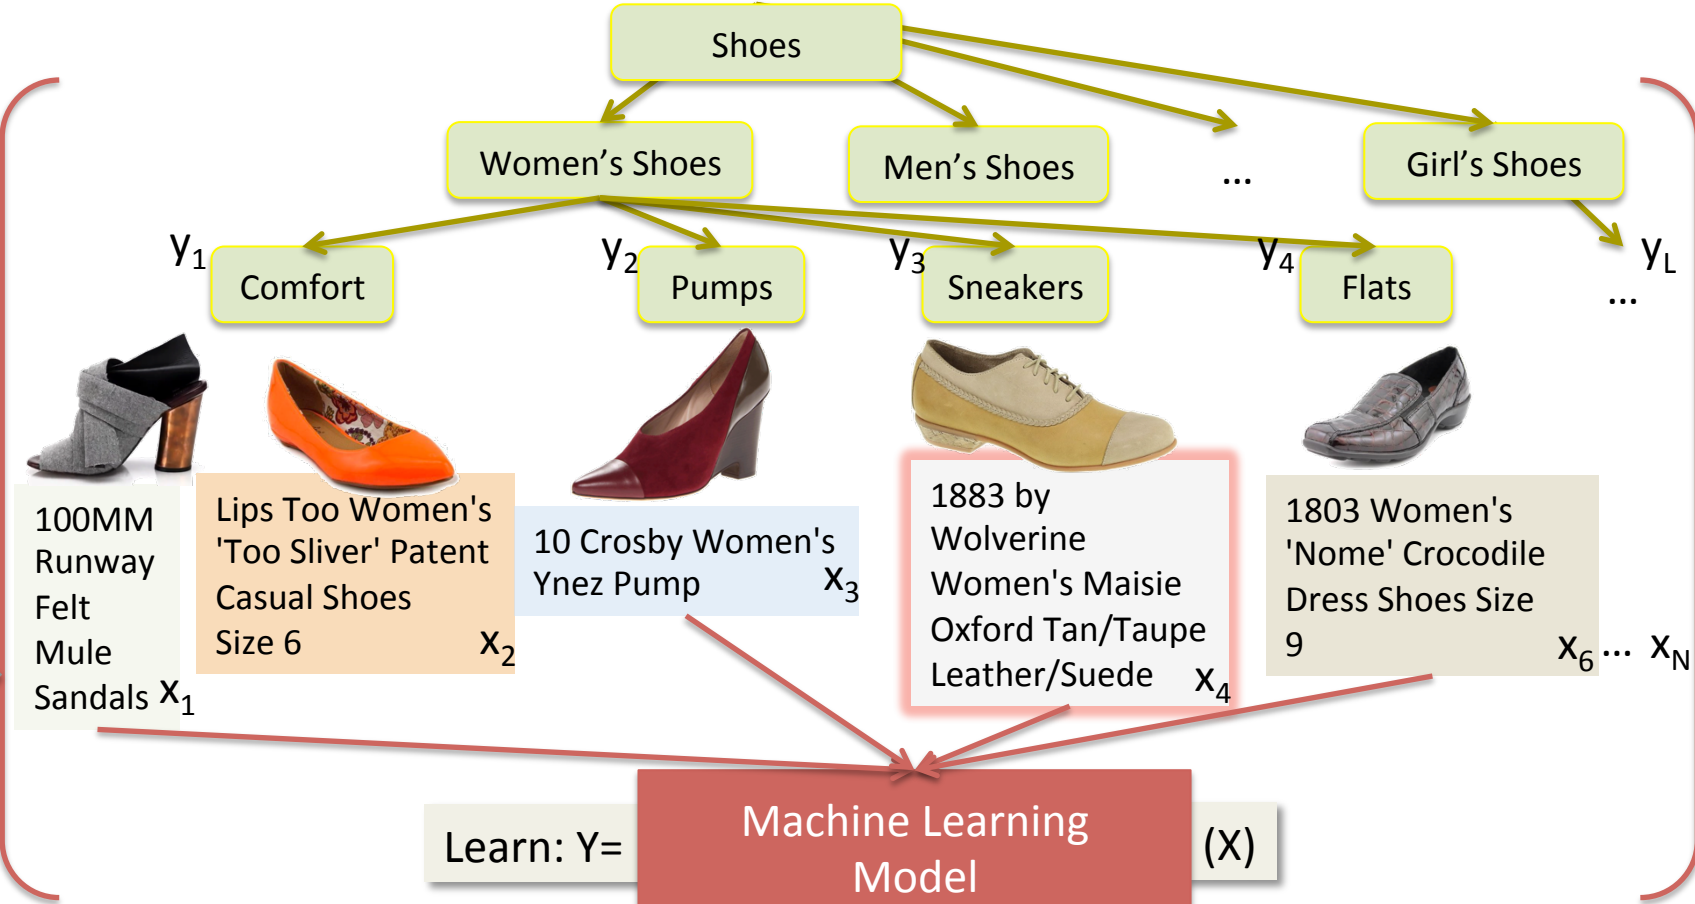 Shoes
Women’s Shoes
Men’s Shoes
...
Girl’s Shoes
y1
Comfort
y2
Pumps
y3
Sneakers
y4
Flats
yL
...
100MM
Runway
Felt
Mule
Sandals x1
Lips Too Women's
'Too Sliver' Patent
Casual Shoes
Size 6 x2
10 Crosby Women's
Ynez Pump x3
1883 by
Wolverine
Women's Maisie
Oxford Tan/Taupe
Leather/Suede x4
1803 Women's
'Nome' Crocodile
Dress Shoes Size
9 x6 ... xN
Learn: Y=
Machine Learning
Model
(X)